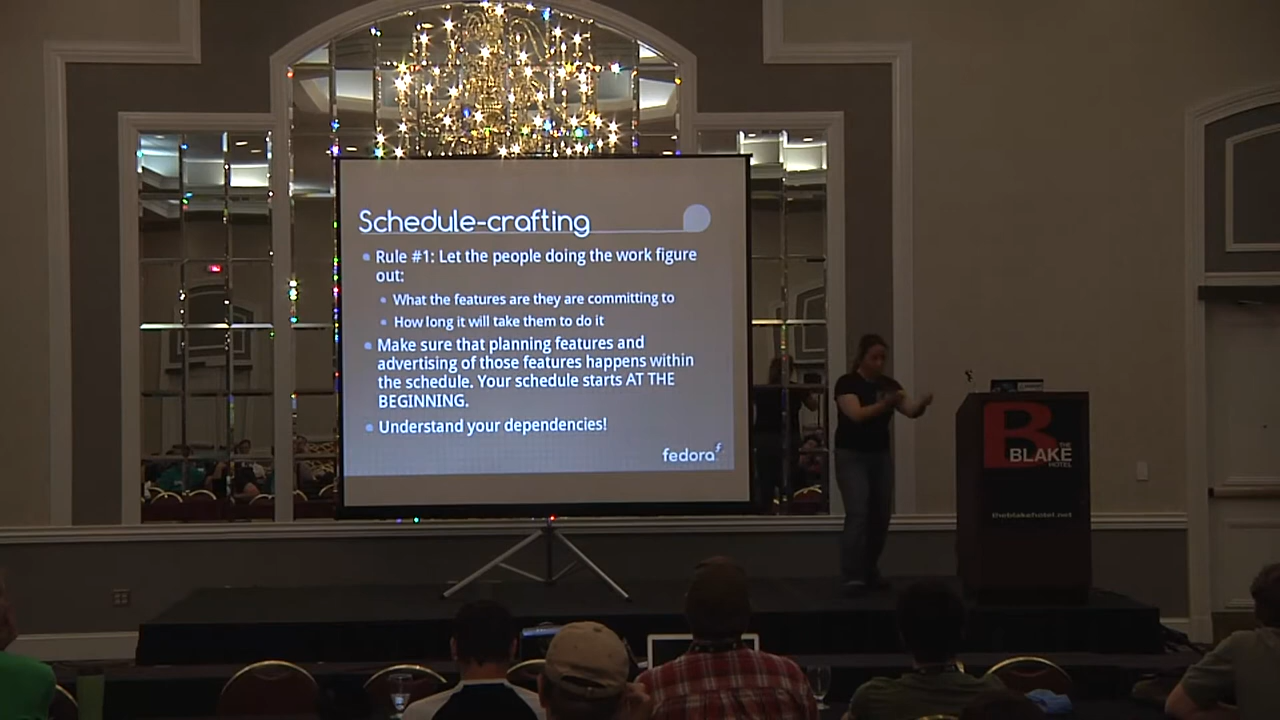 Schedule-crafting
Rule #1: Let the people doing the work figure
out:
What the features are they are committing to
How long it will take them to do it
Make sure that planning features and
advertising of those features happens within
the schedule. Your schedule starts AT THE
BEGINNING.
Understand your dependencies!
fedora
B
THE
BLAKE
HOTEL
theblakehotel.net